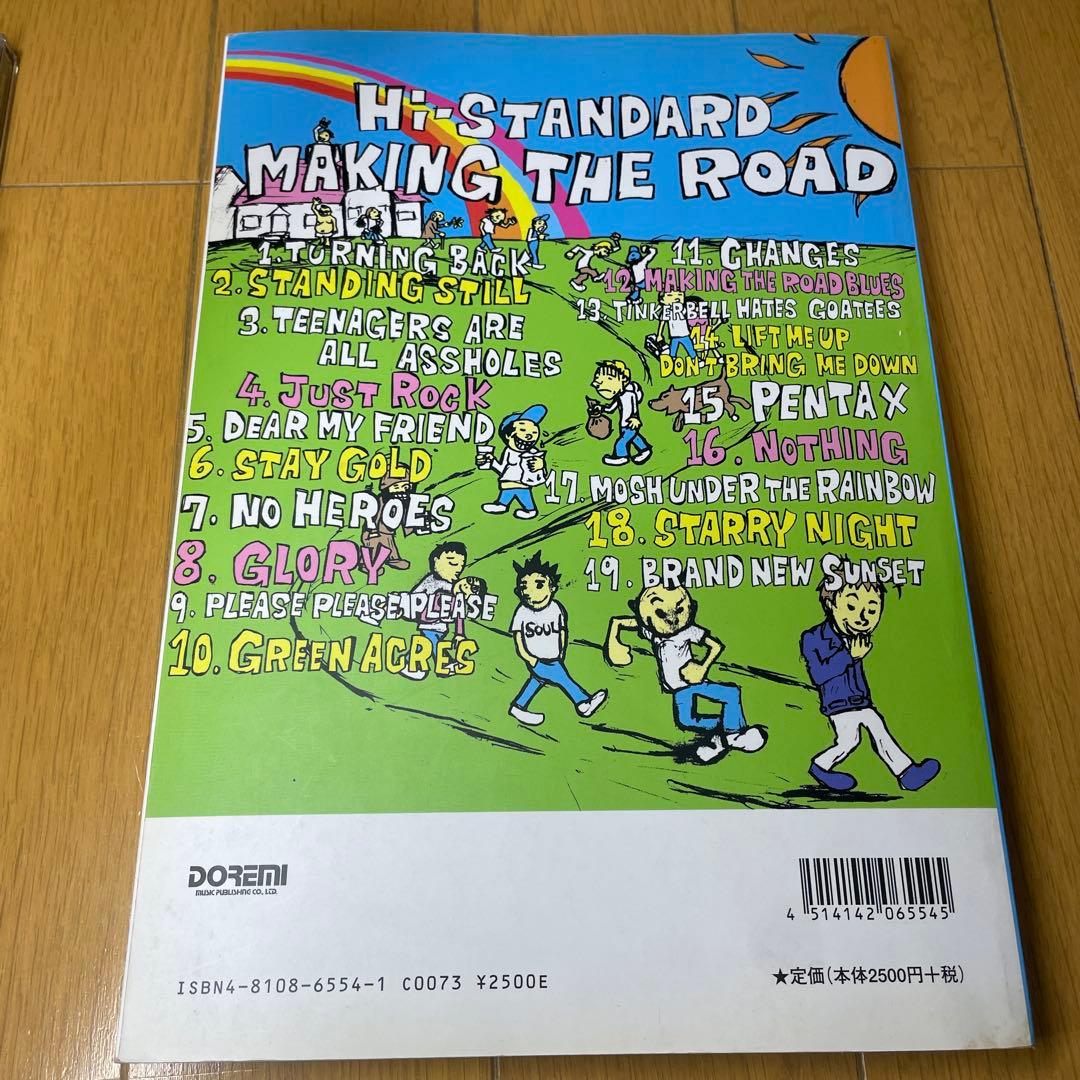 Hi-STANDARD
MAKING THE ROAD
1. TURNING BACK
2. STANDING STILL
3. TEENAGERS ARE
ALL ASSHOLES
4. JUST ROCK
5. DEAR MY FRIEND
6. STAY GOLD
7. NO HEROES
8. GLORY
9. PLEASE PLEASE PLEASE
10. GREEN ACRES
11. CHANGES
12. MAKING THE ROAD BLUES
13. TINKERBELL HATES GOATEES
14. LIFT ME UP
DON'T BRING ME DOWN
15. PENTAX
16. NOTHING
17. MOSH UNDER THE RAINBOW
18. STARRY NIGHT
19. BRAND NEW SUNSET
SOUL
DOREMI
MUSIC PUBLISHING CO., LTD.
4 514142 065545
ISBN4-8108-6554-1 C0073 ¥2500E
★定価(本体2500円+税)